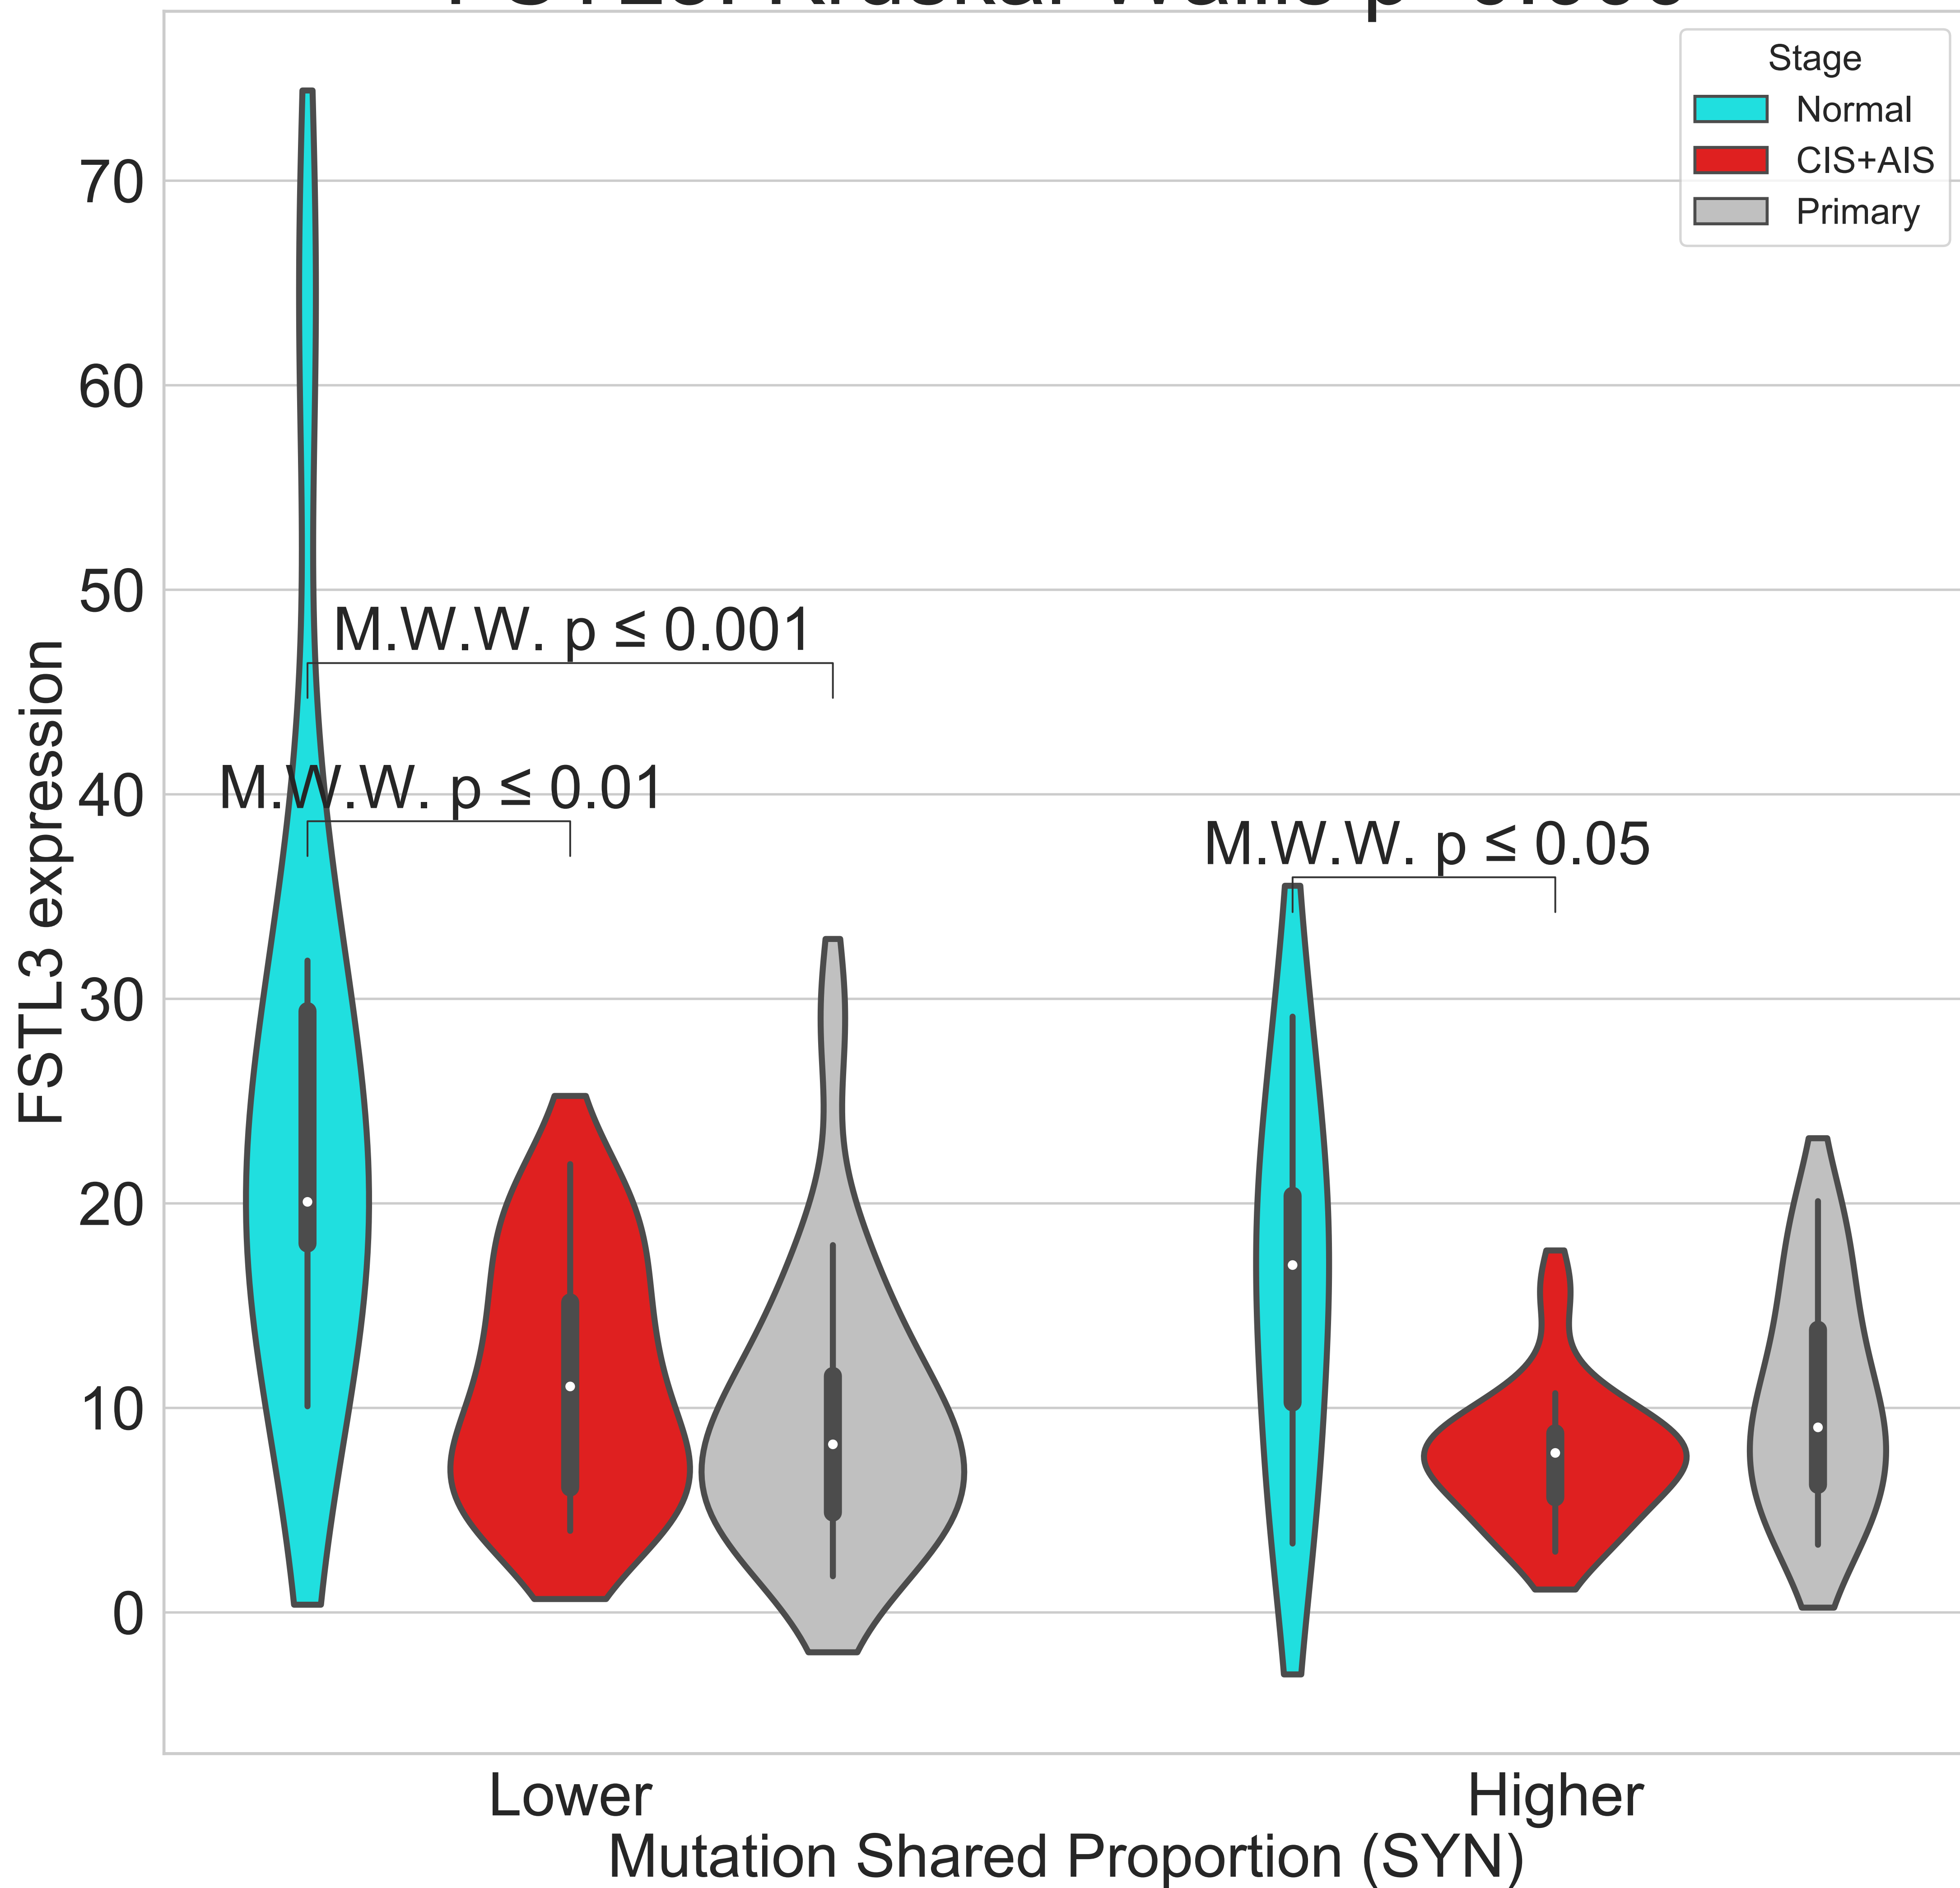 Stage
Normal
CIS+AIS
Primary
70
60
50
40
30
20
10
0
FSTL3 expression
M.W.W. p ≤ 0.001
M.W.W. p ≤ 0.01
M.W.W. p ≤ 0.05
Lower
Higher
Mutation Shared Proportion (SYN)